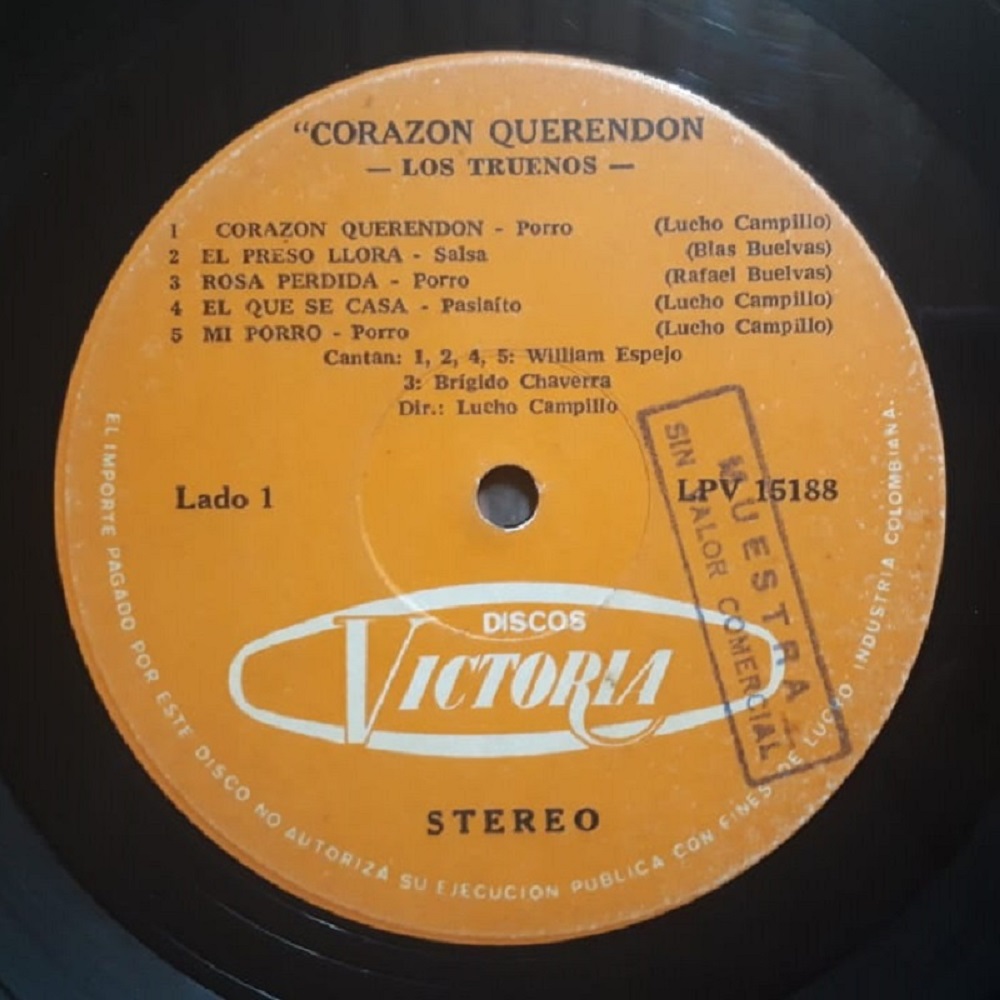 "CORAZON QUERENDON
— LOS TRUENOS —
1 CORAZON QUERENDON - Porro (Lucho Campillo)
2 EL PRESO LLORA - Salsa (Blas Buelvas)
3 ROSA PERDIDA - Porro (Rafael Buelvas)
4 EL QUE SE CASA - Paslaíto (Lucho Campillo)
5 MI PORRO - Porro (Lucho Campillo)
Cantan: 1, 2, 4, 5: William Espejo
3: Brígido Chaverra
Dir.: Lucho Campillo
Lado 1
LPV 15188
MUESTRA
SIN VALOR COMERCIAL
DISCOS
VICTORIA
STEREO
EL IMPORTE PAGADO POR ESTE DISCO NO AUTORIZA SU EJECUCION PUBLICA CON FINES DE LUCRO. INDUSTRIA COLOMBIANA.